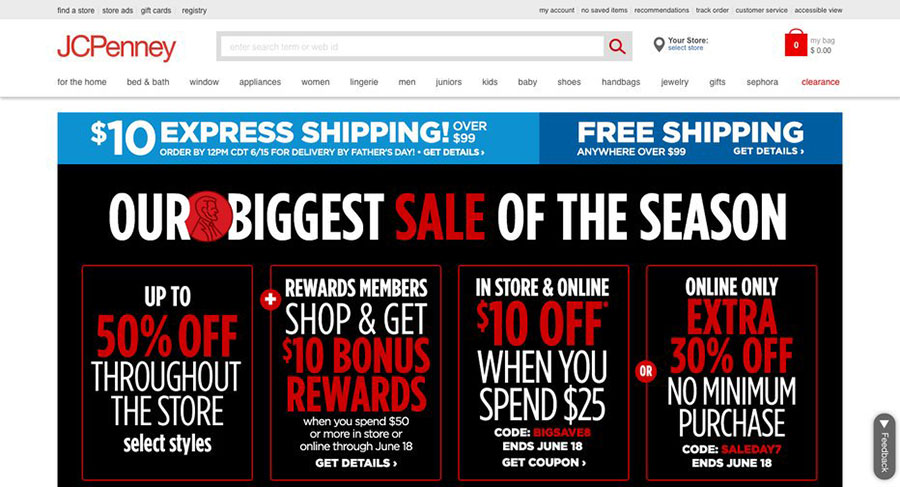 find a store store ads gift cards registry
my account no saved items recommendations track order customer service accessible view
JCPenney
enter search term or web id
Your Store:
select store
0
my bag
$ 0.00
for the home bed & bath window appliances women lingerie men juniors kids baby shoes handbags jewelry gifts sephora clearance
$10 EXPRESS SHIPPING! OVER $99
ORDER BY 12PM CDT 6/15 FOR DELIVERY BY FATHER'S DAY! • GET DETAILS ›
FREE SHIPPING
ANYWHERE OVER $99 GET DETAILS ›
OUR BIGGEST SALE OF THE SEASON
UP TO
50% OFF
THROUGHOUT
THE STORE
select styles
+
REWARDS MEMBERS
SHOP & GET
$10 BONUS
REWARDS
when you spend $50
or more in store or
online through June 18
GET DETAILS ›
IN STORE & ONLINE
$10 OFF*
WHEN YOU
SPEND $25
CODE: BIGSAVE8
ENDS JUNE 18
GET COUPON ›
OR
ONLINE ONLY
EXTRA
30% OFF
NO MINIMUM
PURCHASE
CODE: SALEDAY7
ENDS JUNE 18
Feedback